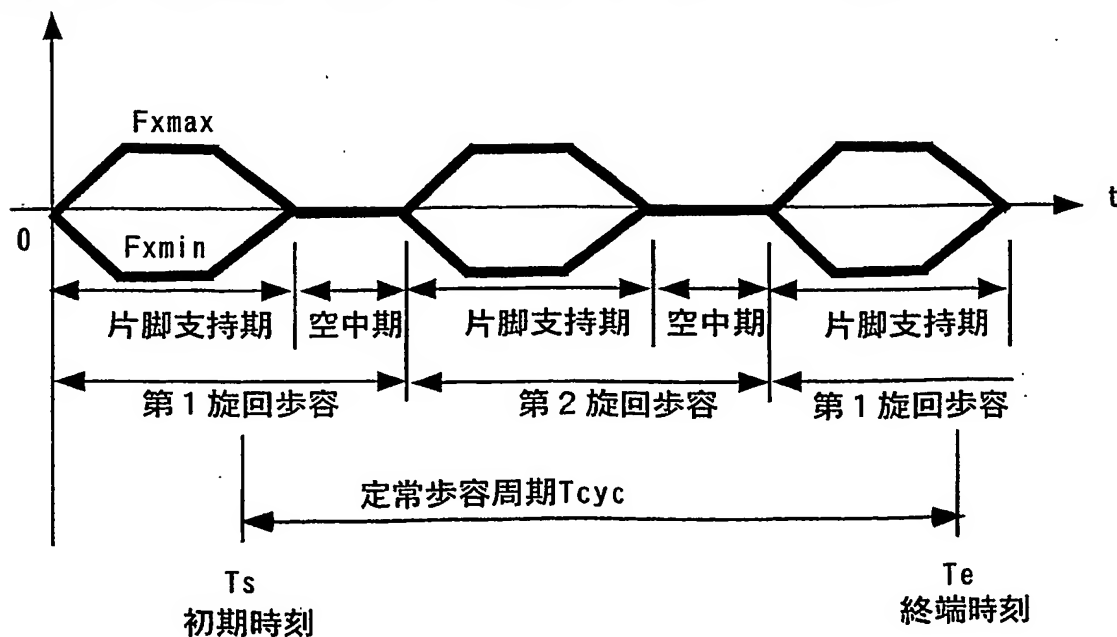 Fxmax
t
0
Fxmin
片脚支持期 空中期 片脚支持期 空中期 片脚支持期
第1旋回歩容 第2旋回歩容 第1旋回歩容
定常歩容周期Tcyc
Ts Te
初期時刻 終端時刻